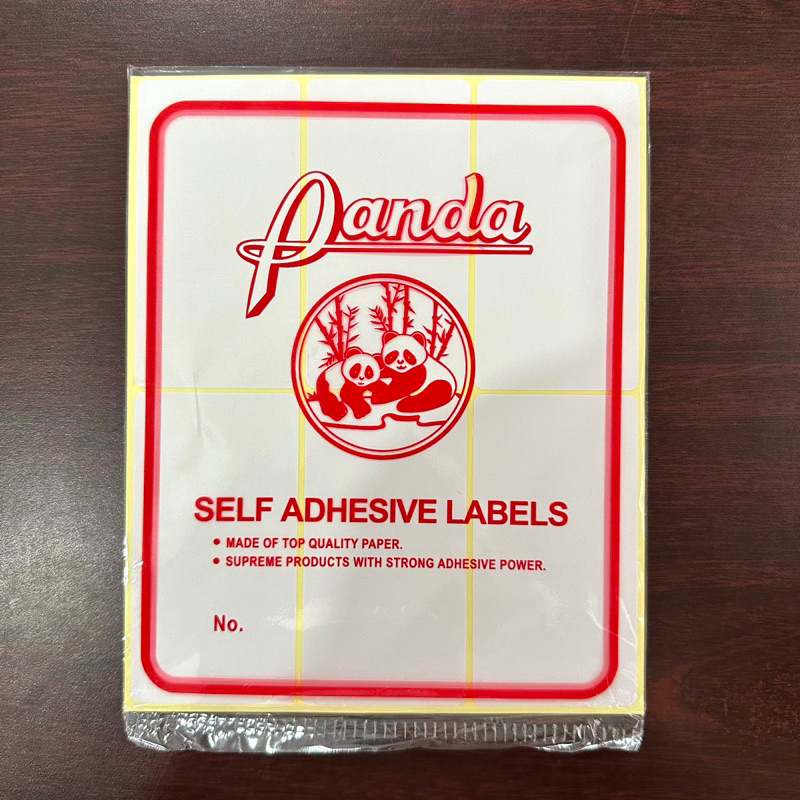 Panda
SELF ADHESIVE LABELS
• MADE OF TOP QUALITY PAPER.
• SUPREME PRODUCTS WITH STRONG ADHESIVE POWER.
No.